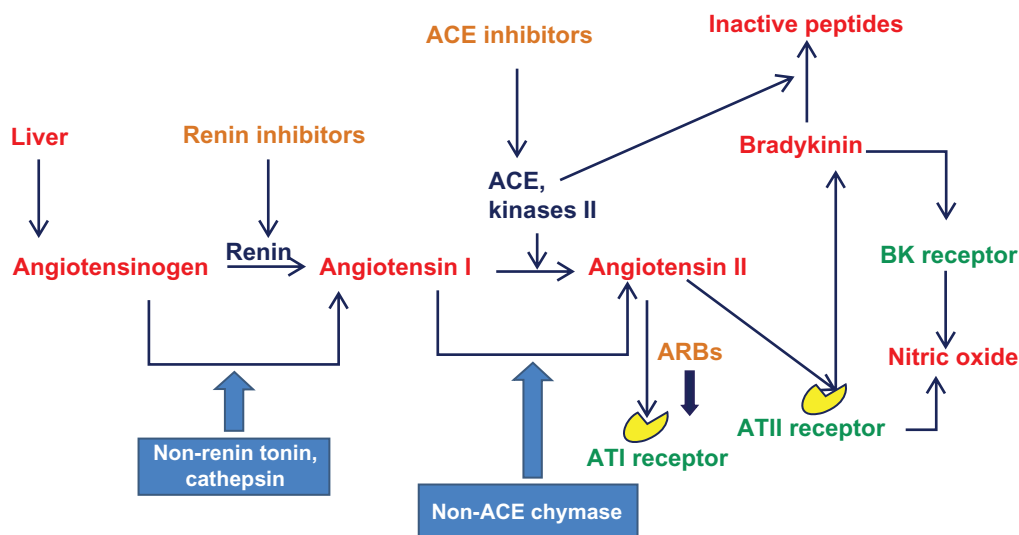 ACE inhibitors
Inactive peptides
Liver
Renin inhibitors
Bradykinin
ACE,
kinases II
Renin
Angiotensinogen
Angiotensin I
Angiotensin II
BK receptor
ARBs
Nitric oxide
ATII receptor
ATI receptor
Non-renin tonin,
cathepsin
Non-ACE chymase